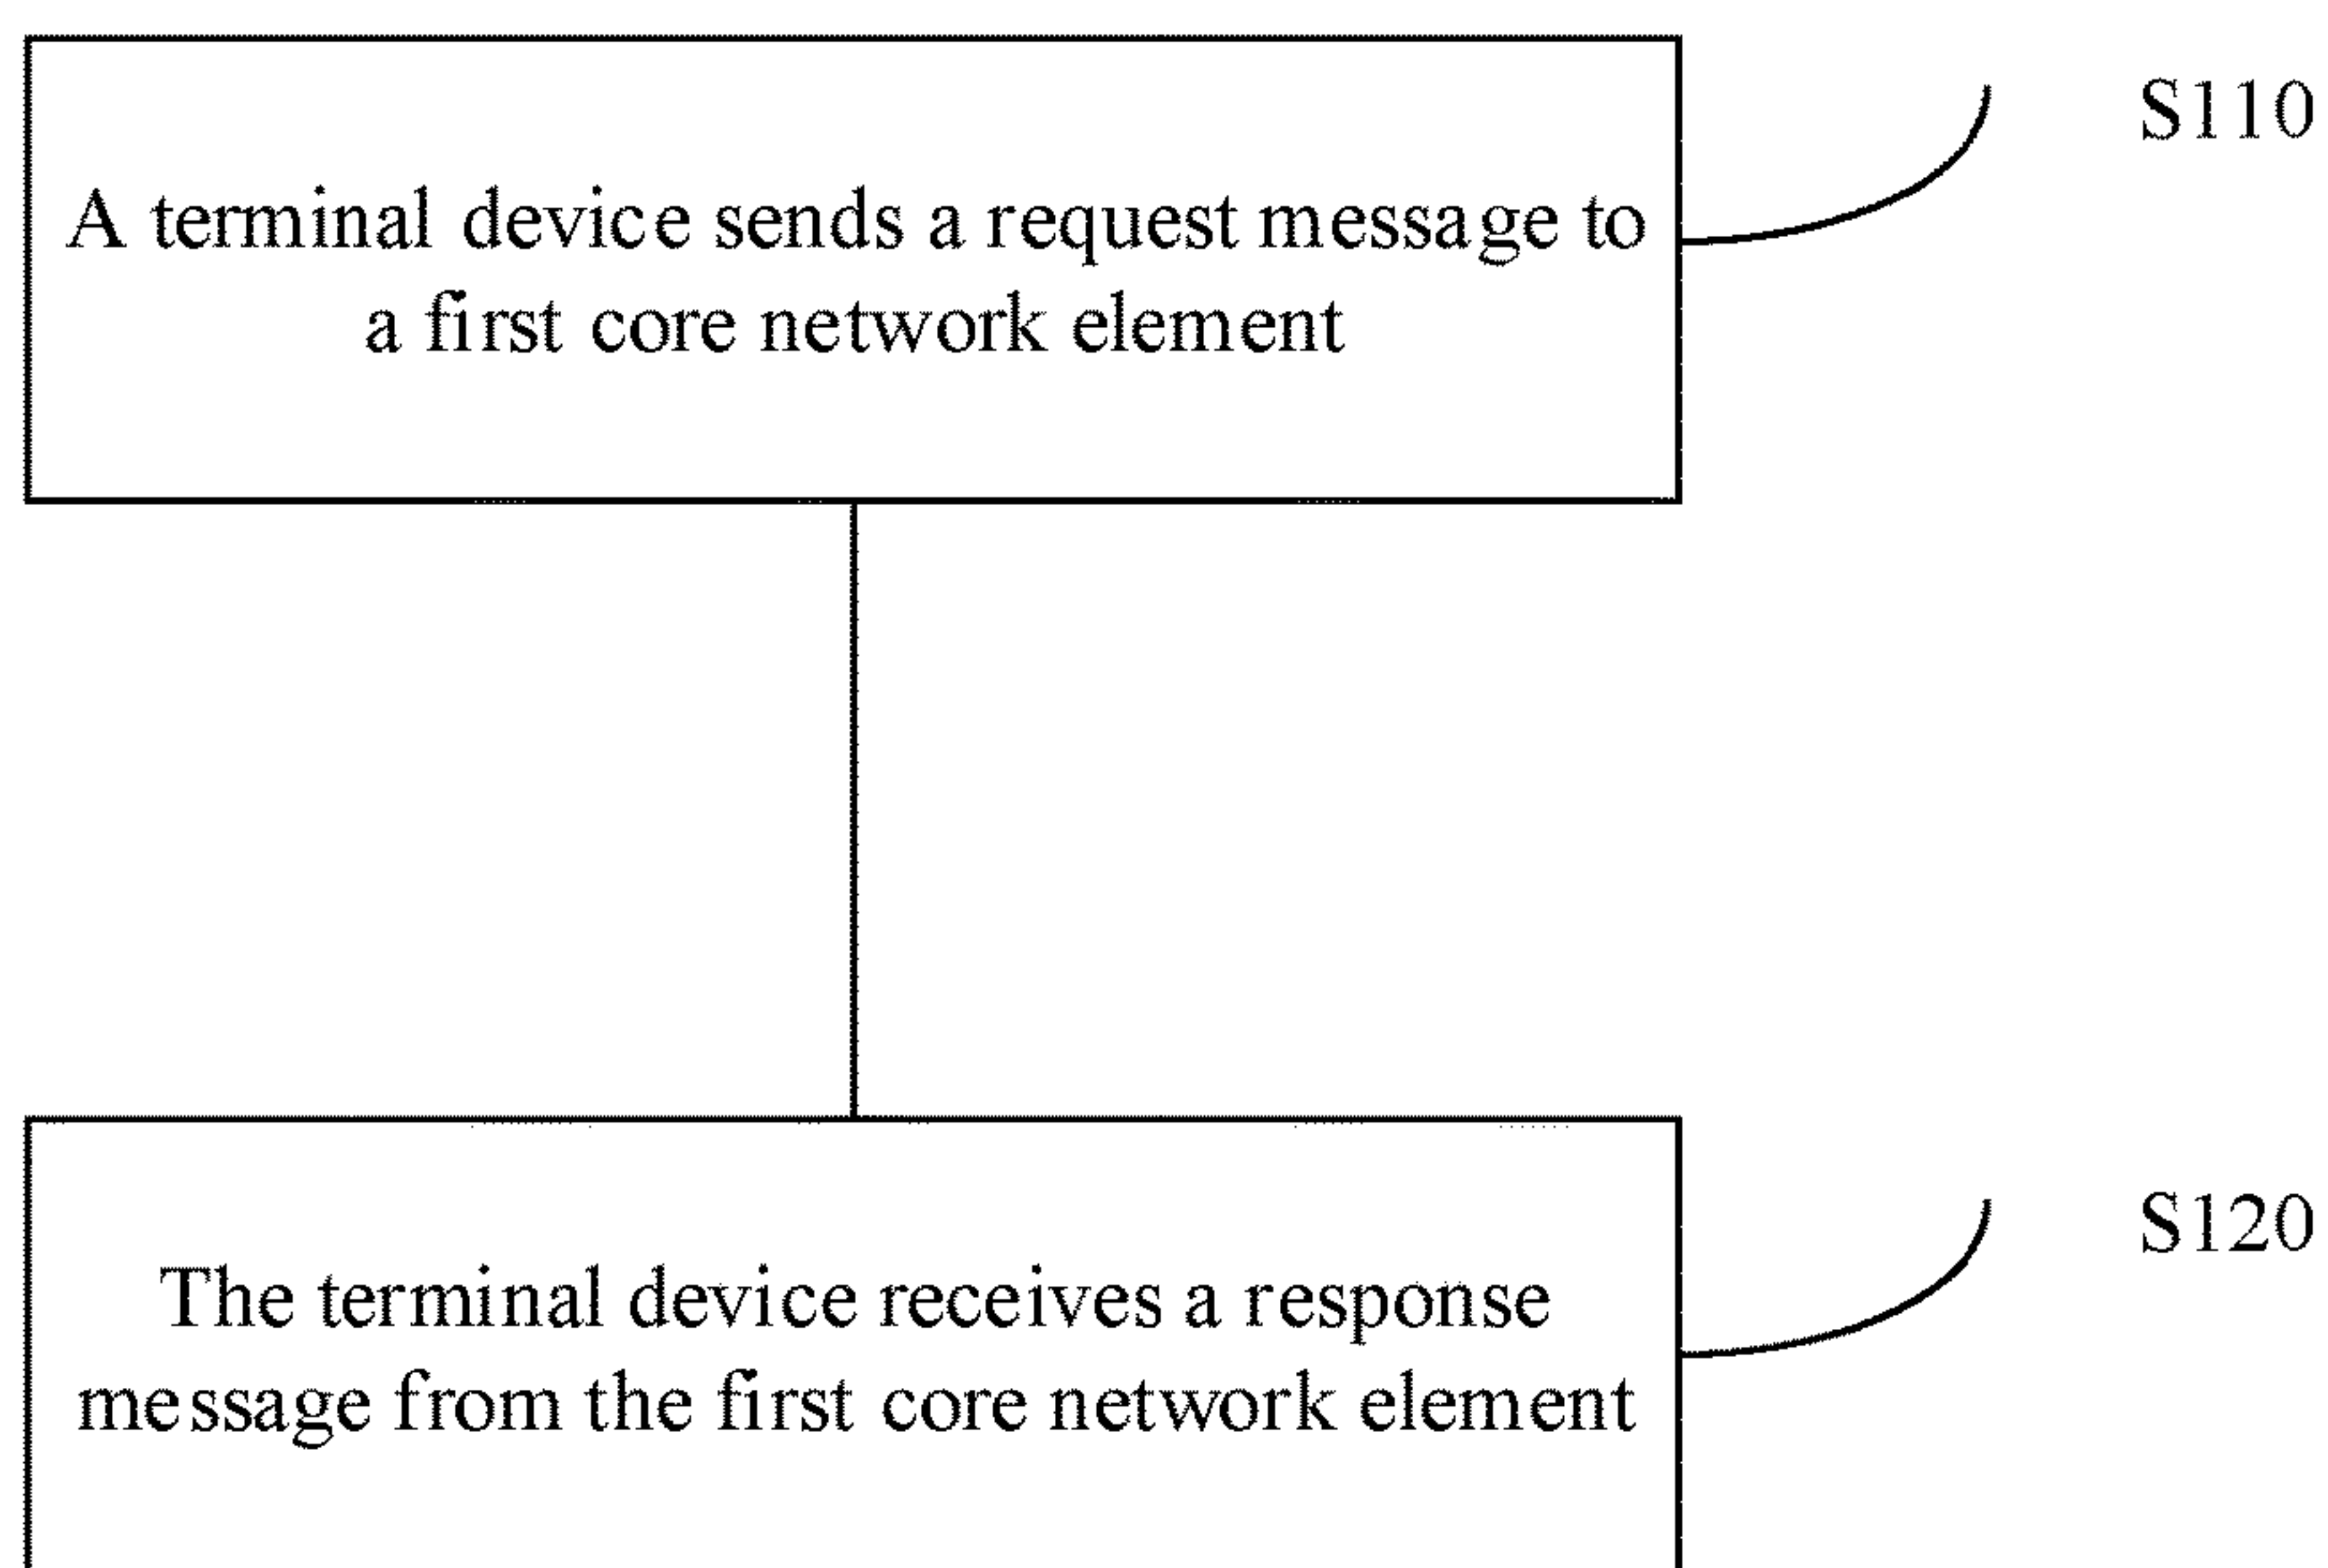 S110
A terminal device sends a request message to
a first core network element
S120
The terminal device receives a response
message from the first core network element